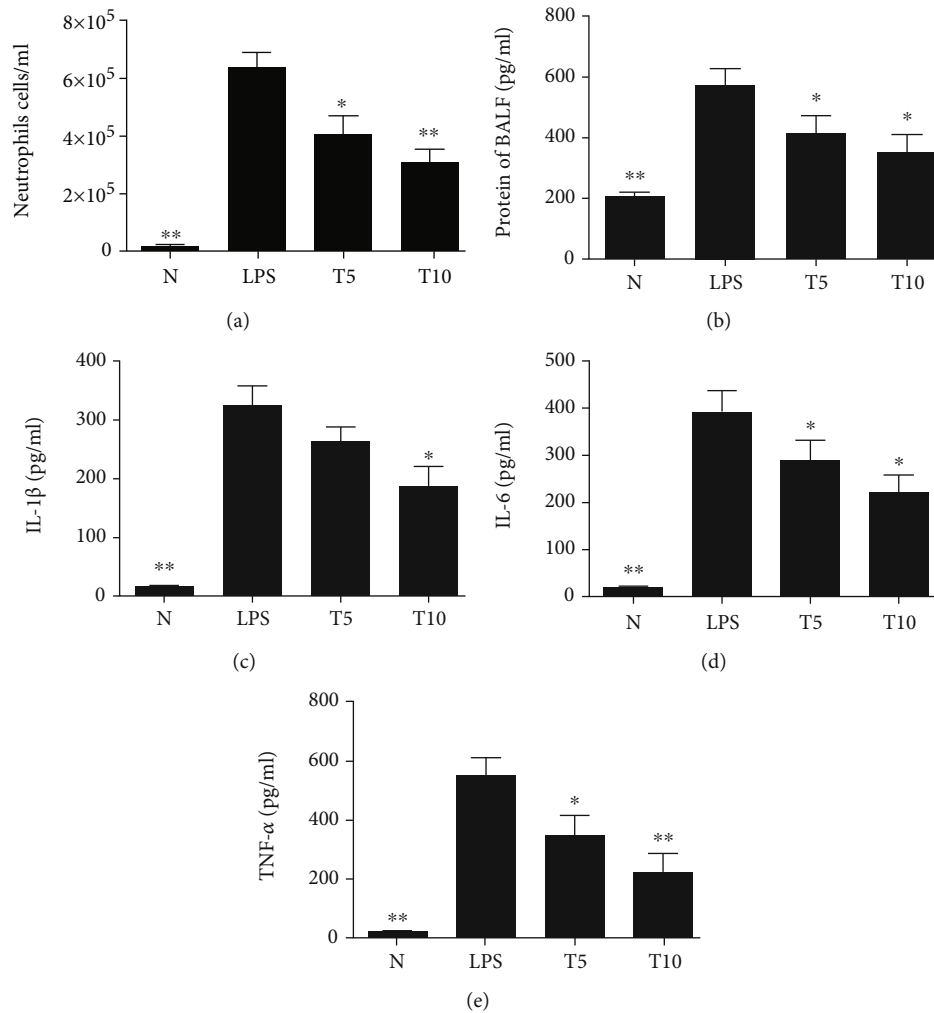 Neutrophils cells/ml
8×10⁵
6×10⁵
4×10⁵
2×10⁵
0
**
*
**
N LPS T5 T10
(a)
Protein of BALF (pg/ml)
800
600
400
200
0
**
*
*
N LPS T5 T10
(b)
IL-1β (pg/ml)
400
300
200
100
0
**
*
N LPS T5 T10
(c)
IL-6 (pg/ml)
500
400
300
200
100
0
**
*
*
N LPS T5 T10
(d)
TNF-α (pg/ml)
800
600
400
200
0
**
*
**
N LPS T5 T10
(e)